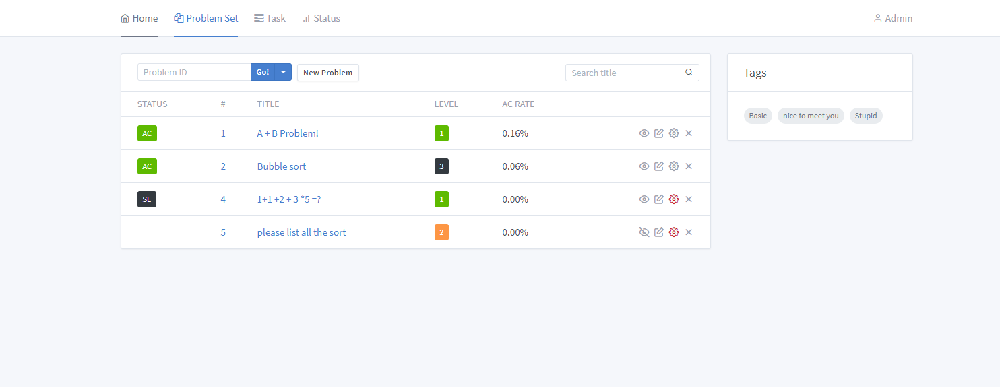 Home Problem Set Task Status Admin
Problem ID Go! New Problem Search title
Tags
STATUS # TITLE LEVEL AC RATE
Basic nice to meet you Stupid
AC 1 A + B Problem! 1 0.16%
AC 2 Bubble sort 3 0.06%
SE 4 1+1 +2 + 3 *5 =? 1 0.00%
5 please list all the sort 2 0.00%